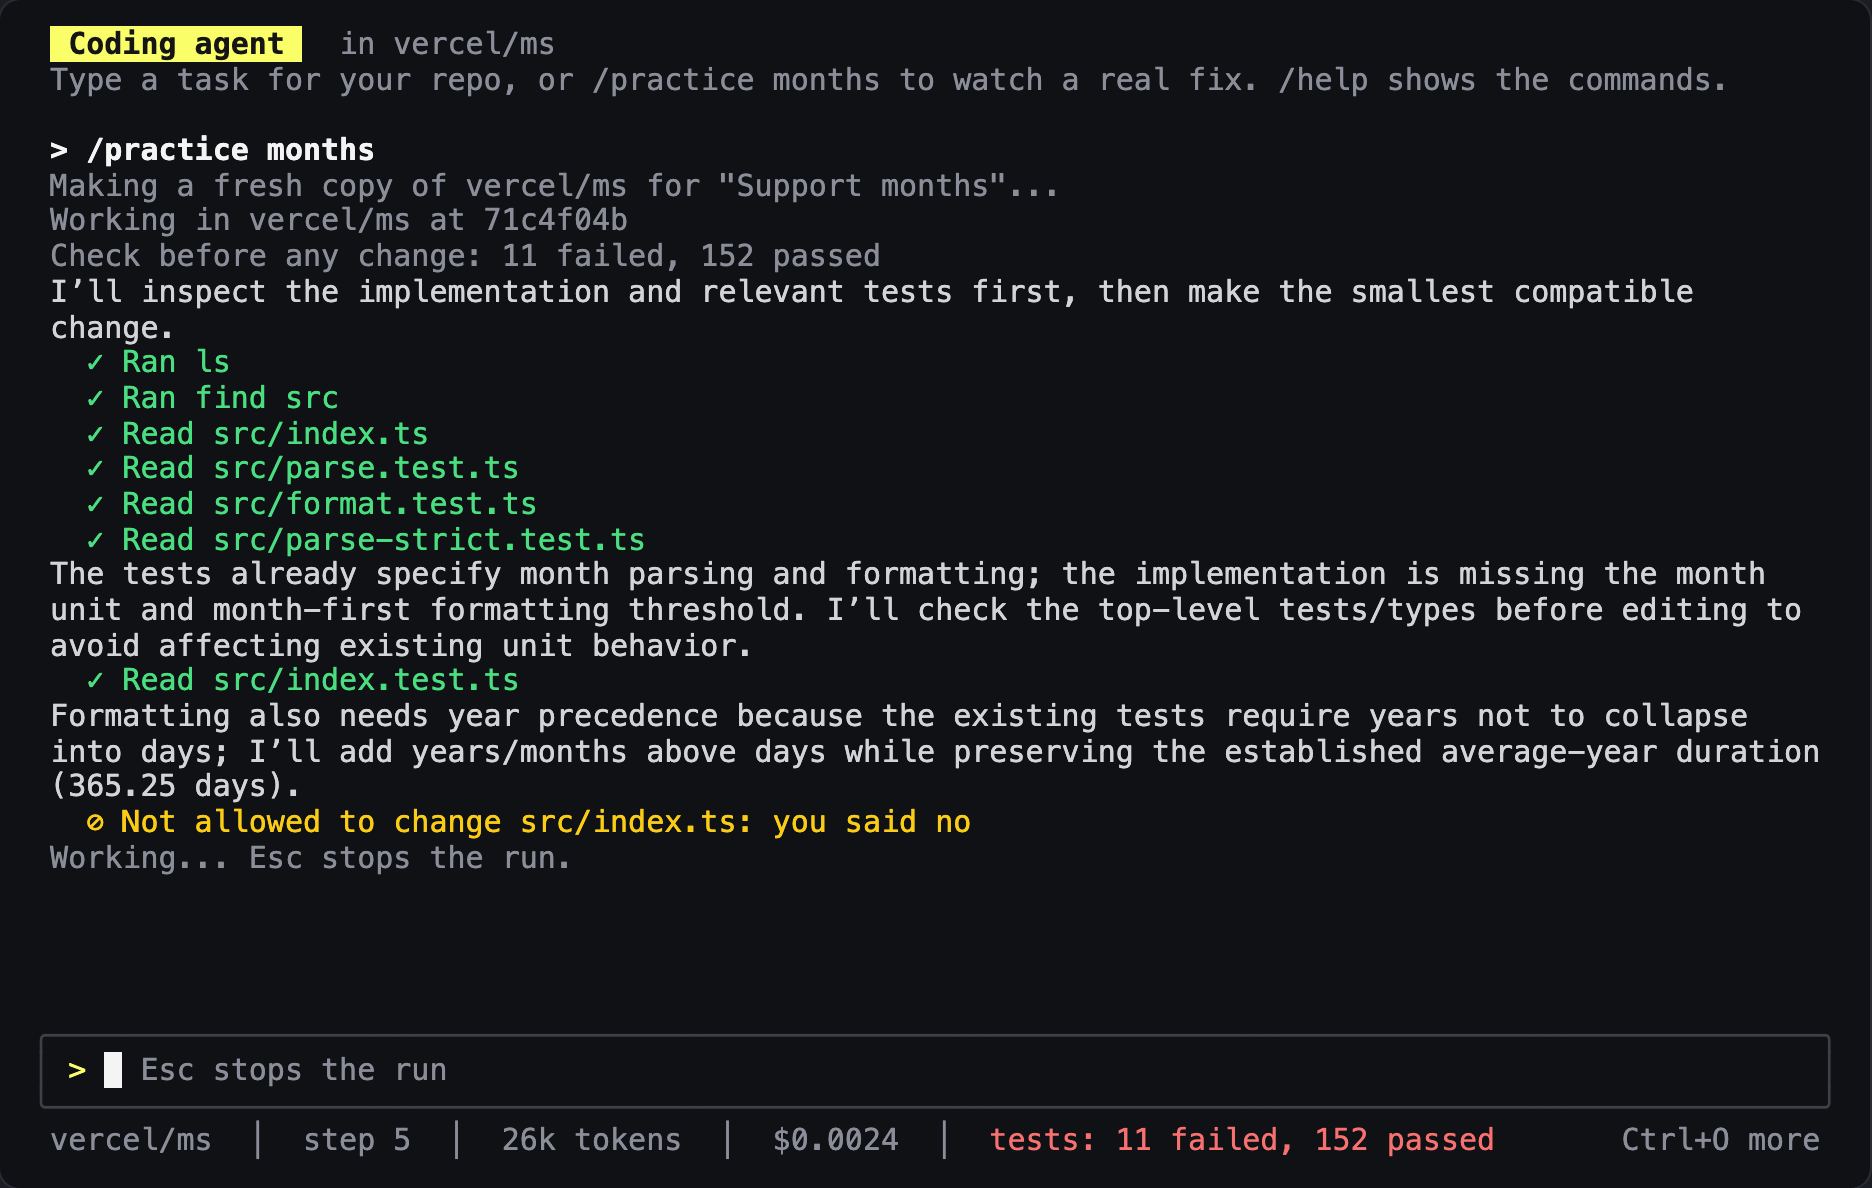 Coding agent in vercel/ms
Type a task for your repo, or /practice months to watch a real fix. /help shows the commands.
> /practice months
Making a fresh copy of vercel/ms for "Support months"...
Working in vercel/ms at 71c4f04b
Check before any change: 11 failed, 152 passed
I’ll inspect the implementation and relevant tests first, then make the smallest compatible
change.
✓ Ran ls
✓ Ran find src
✓ Read src/index.ts
✓ Read src/parse.test.ts
✓ Read src/format.test.ts
✓ Read src/parse-strict.test.ts
The tests already specify month parsing and formatting; the implementation is missing the month
unit and month-first formatting threshold. I’ll check the top-level tests/types before editing to
avoid affecting existing unit behavior.
✓ Read src/index.test.ts
Formatting also needs year precedence because the existing tests require years not to collapse
into days; I’ll add years/months above days while preserving the established average-year duration
(365.25 days).
⊘ Not allowed to change src/index.ts: you said no
Working... Esc stops the run.
> Esc stops the run
vercel/ms │ step 5 │ 26k tokens │ $0.0024 │ tests: 11 failed, 152 passed Ctrl+O more